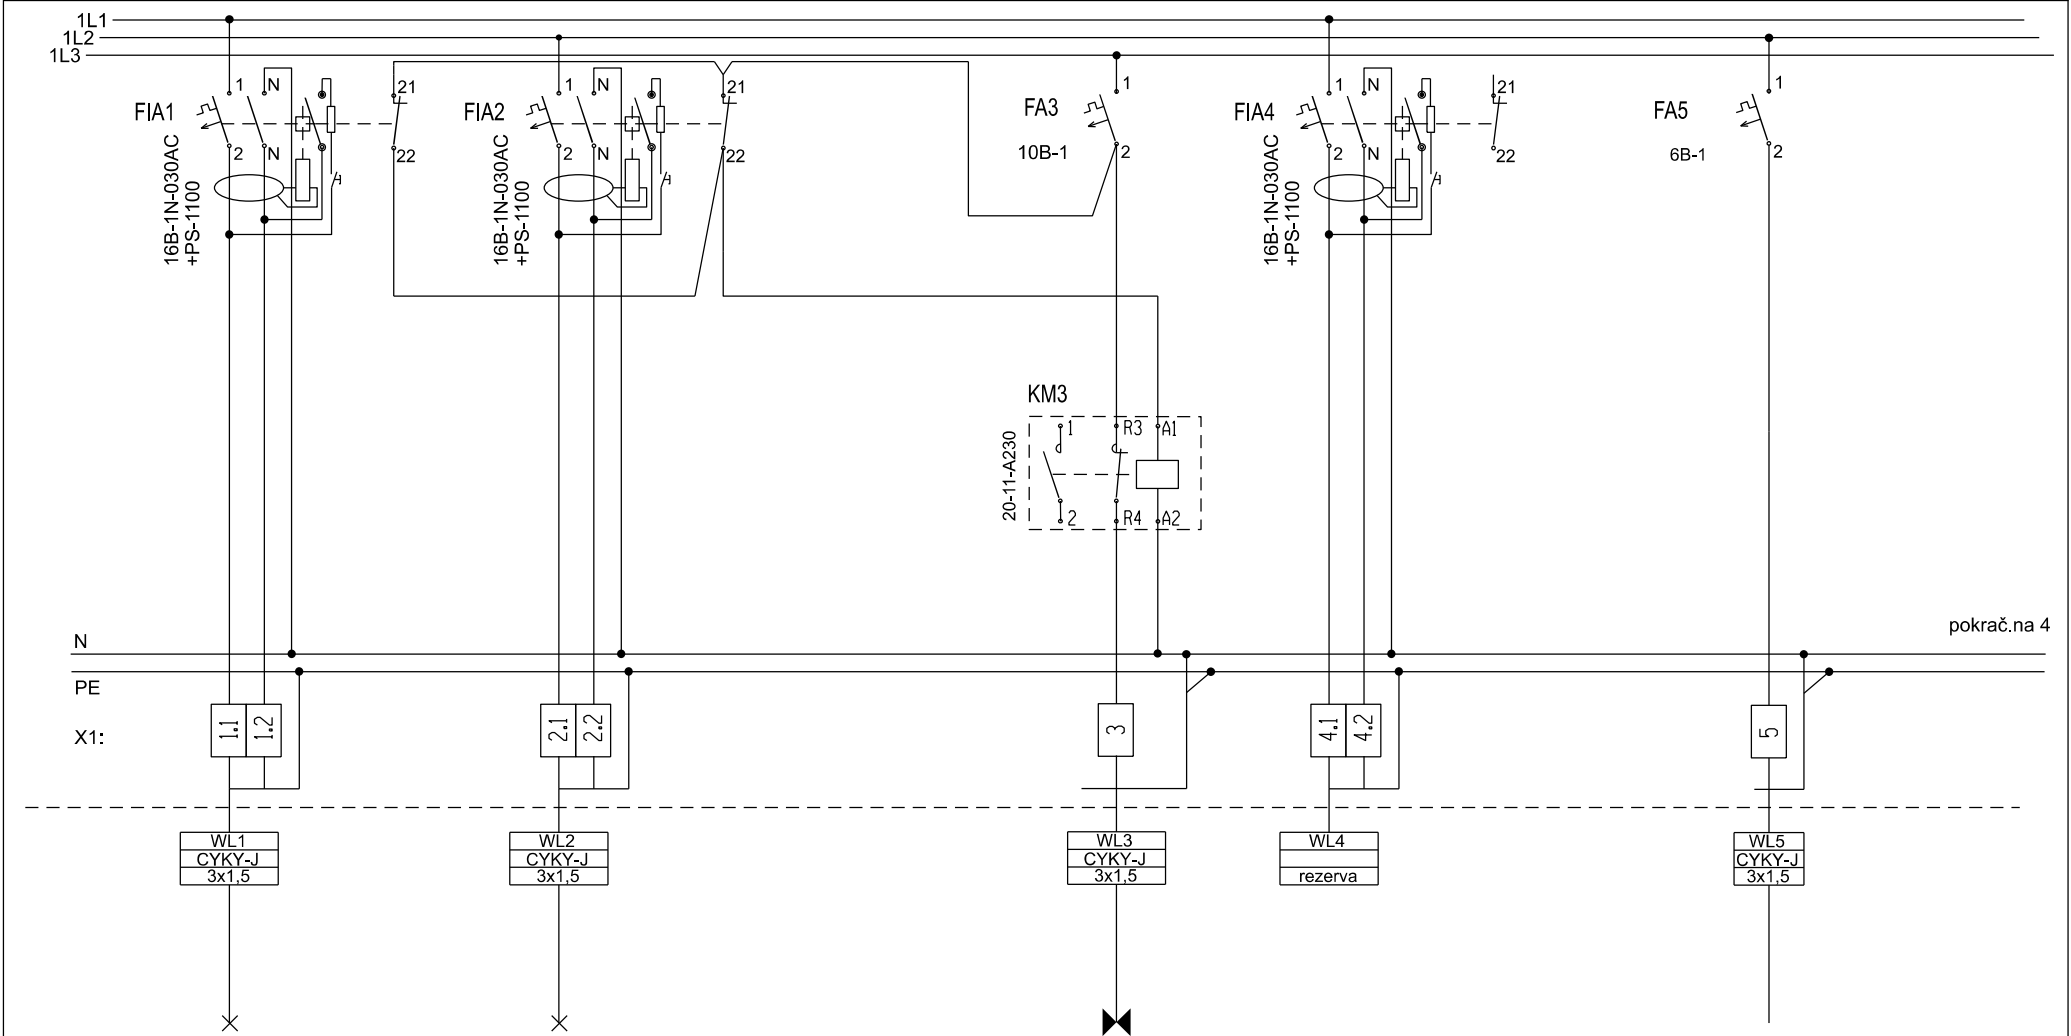 1L1
1L2
1L3
FIA1
16B-1N-030AC
+PS-1100
1
N
2
N
21
22
FIA2
16B-1N-030AC
+PS-1100
1
N
2
N
21
22
FA3
10B-1
1
2
FIA4
16B-1N-030AC
+PS-1100
1
N
2
N
21
22
FA5
6B-1
1
2
KM3
20-11-A230
1
R3
A1
2
R4
A2
N
pokrač.na 4
PE
X1:
1.1
1.2
2.1
2.2
3
4.1
4.2
5
WL1
CYKY-J
3x1,5
WL2
CYKY-J
3x1,5
WL3
CYKY-J
3x1,5
WL4
rezerva
WL5
CYKY-J
3x1,5